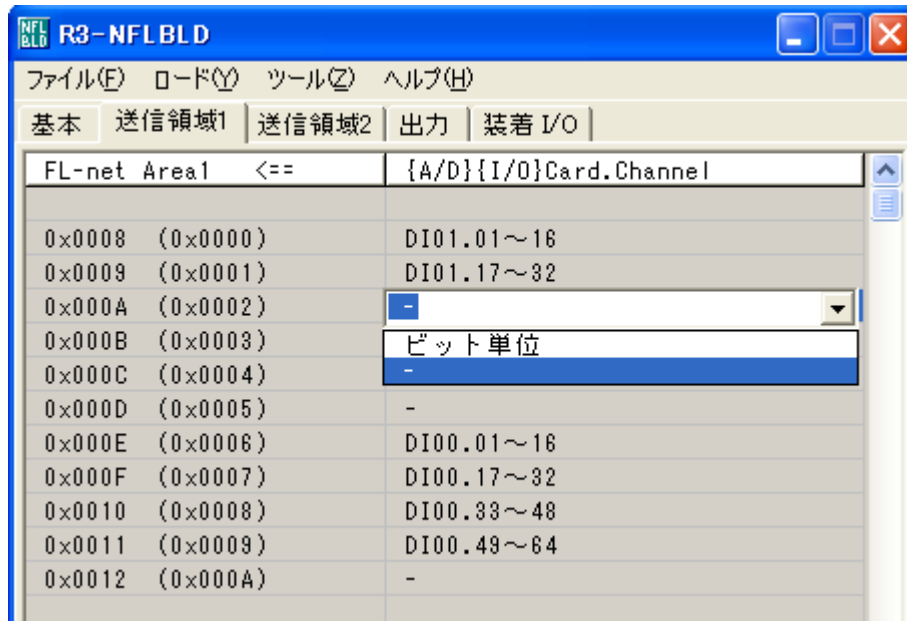 NFL BLD R3-NFLBLD
ファイル(F) ロード(Y) ツール(Z) ヘルプ(H)
基本 送信領域1 送信領域2 出力 装着 I/O
FL-net Area1 <== {A/D}{I/O}Card.Channel
0x0008 (0x0000) DI01.01～16
0x0009 (0x0001) DI01.17～32
0x000A (0x0002) -
0x000B (0x0003) ビット単位
0x000C (0x0004) -
0x000D (0x0005) -
0x000E (0x0006) DI00.01～16
0x000F (0x0007) DI00.17～32
0x0010 (0x0008) DI00.33～48
0x0011 (0x0009) DI00.49～64
0x0012 (0x000A) -